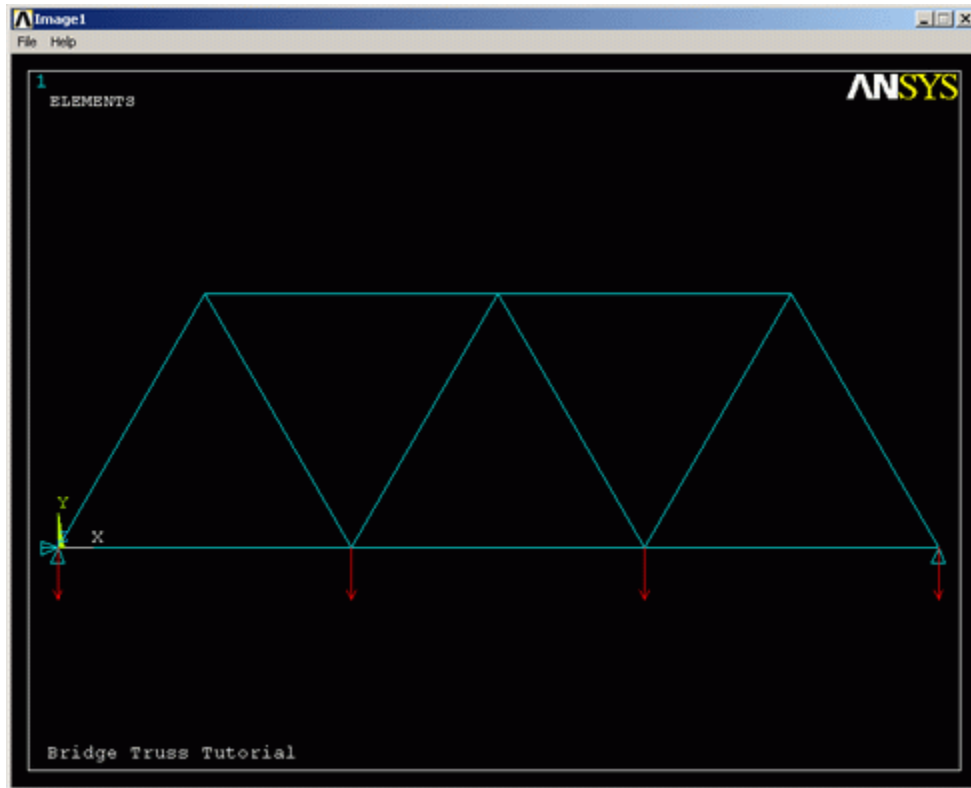 Image1
File Help
1
ELEMENTS
ANSYS
Y
X
Bridge Truss Tutorial